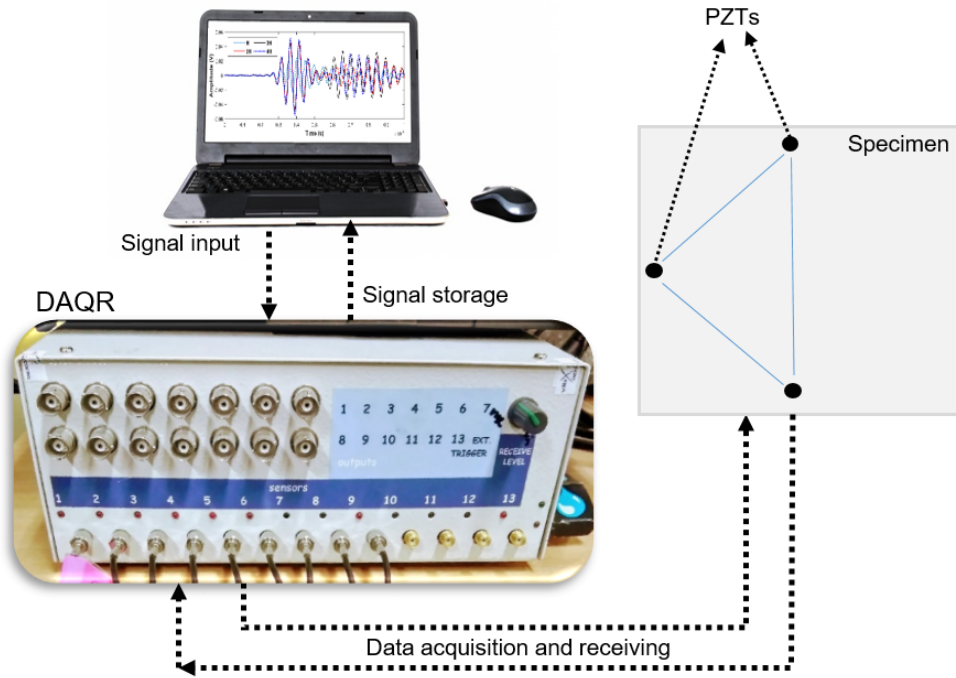 PZTs
Specimen
Amplitude (V)
Time (s)
Signal input
Signal storage
DAQR
1 2 3 4 5 6 7
8 9 10 11 12 13 EXT.
TRIGGER
outputs
RECEIVE
LEVEL
sensors
1 2 3 4 5 6 7 8 9 10 11 12 13
Data acquisition and receiving